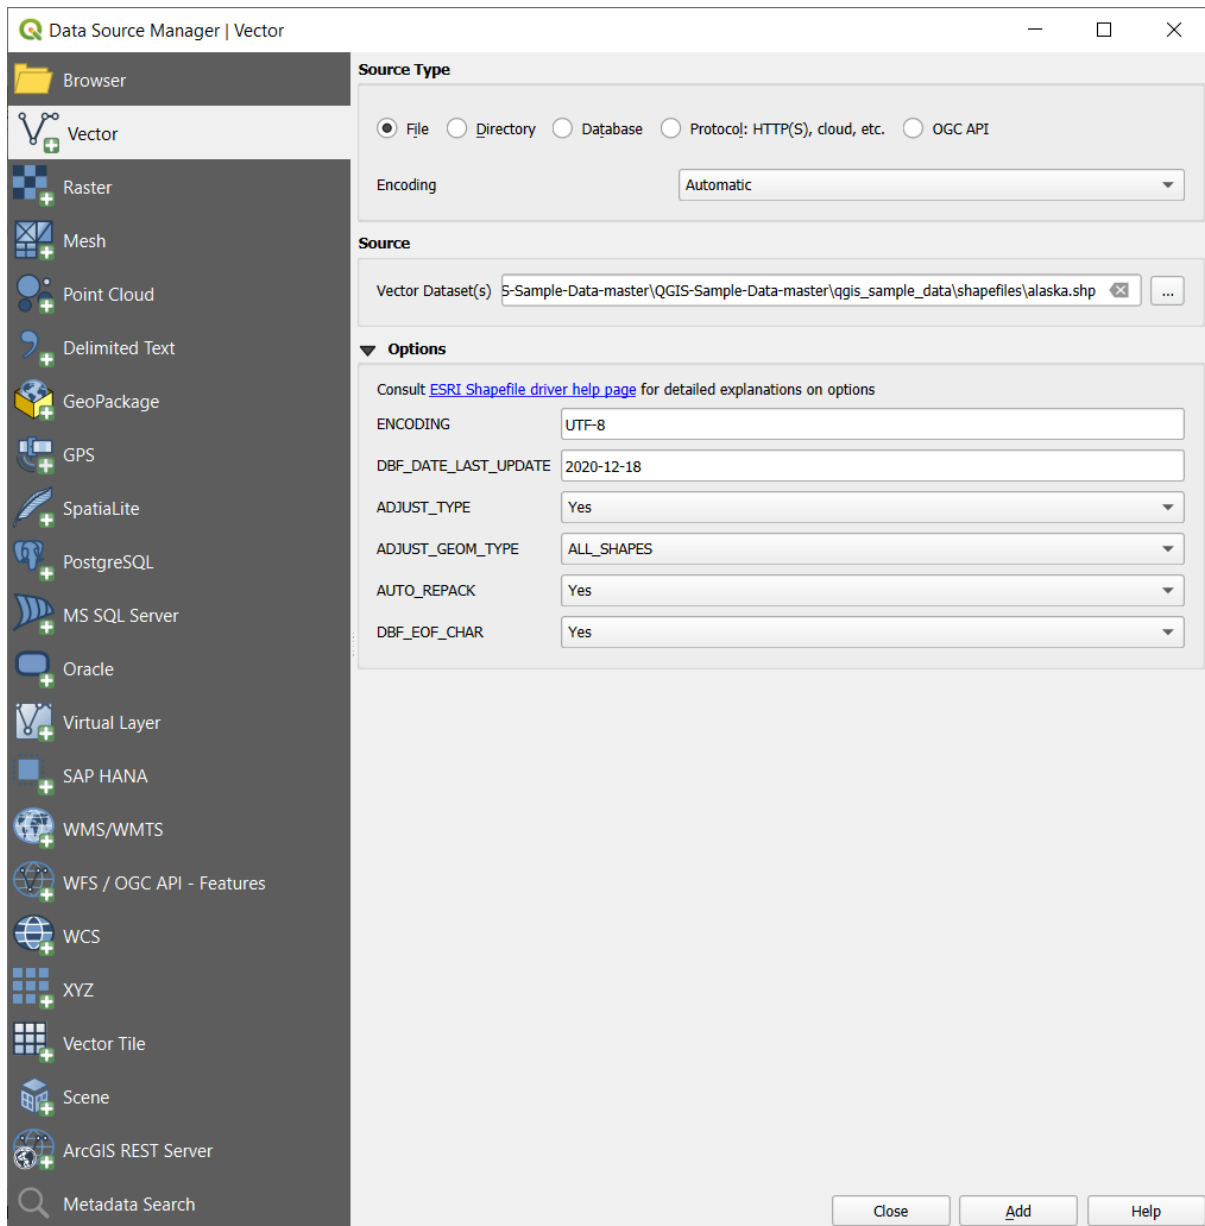 Data Source Manager | Vector
Browser
Vector
Raster
Mesh
Point Cloud
Delimited Text
GeoPackage
GPS
SpatiaLite
PostgreSQL
MS SQL Server
Oracle
Virtual Layer
SAP HANA
WMS/WMTS
WFS / OGC API - Features
WCS
XYZ
Vector Tile
Scene
ArcGIS REST Server
Metadata Search
Source Type
File Directory Database Protocol: HTTP(S), cloud, etc. OGC API
Encoding Automatic
Source
Vector Dataset(s) S-Sample-Data-master\QGIS-Sample-Data-master\qgis_sample_data\shapefiles\alaska.shp ...
Options
Consult ESRI Shapefile driver help page for detailed explanations on options
ENCODING UTF-8
DBF_DATE_LAST_UPDATE 2020-12-18
ADJUST_TYPE Yes
ADJUST_GEOM_TYPE ALL_SHAPES
AUTO_REPACK Yes
DBF_EOF_CHAR Yes
Close Add Help